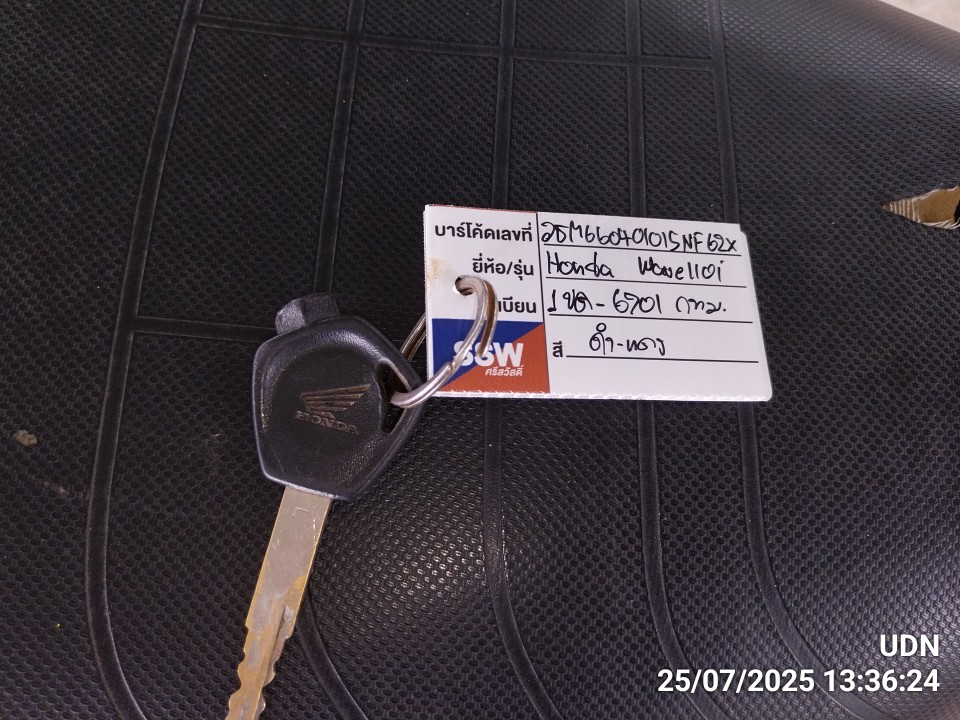 บาร์โค้ดเลขที่ 25M660401015NF62X
ยี่ห้อ/รุ่น Honda Wave110i
เบียน 1ขด-6701 กทม.
สี ดำ-แดง
SSW
ศรีสวัสดิ์
HONDA
L
UDN
25/07/2025 13:36:24